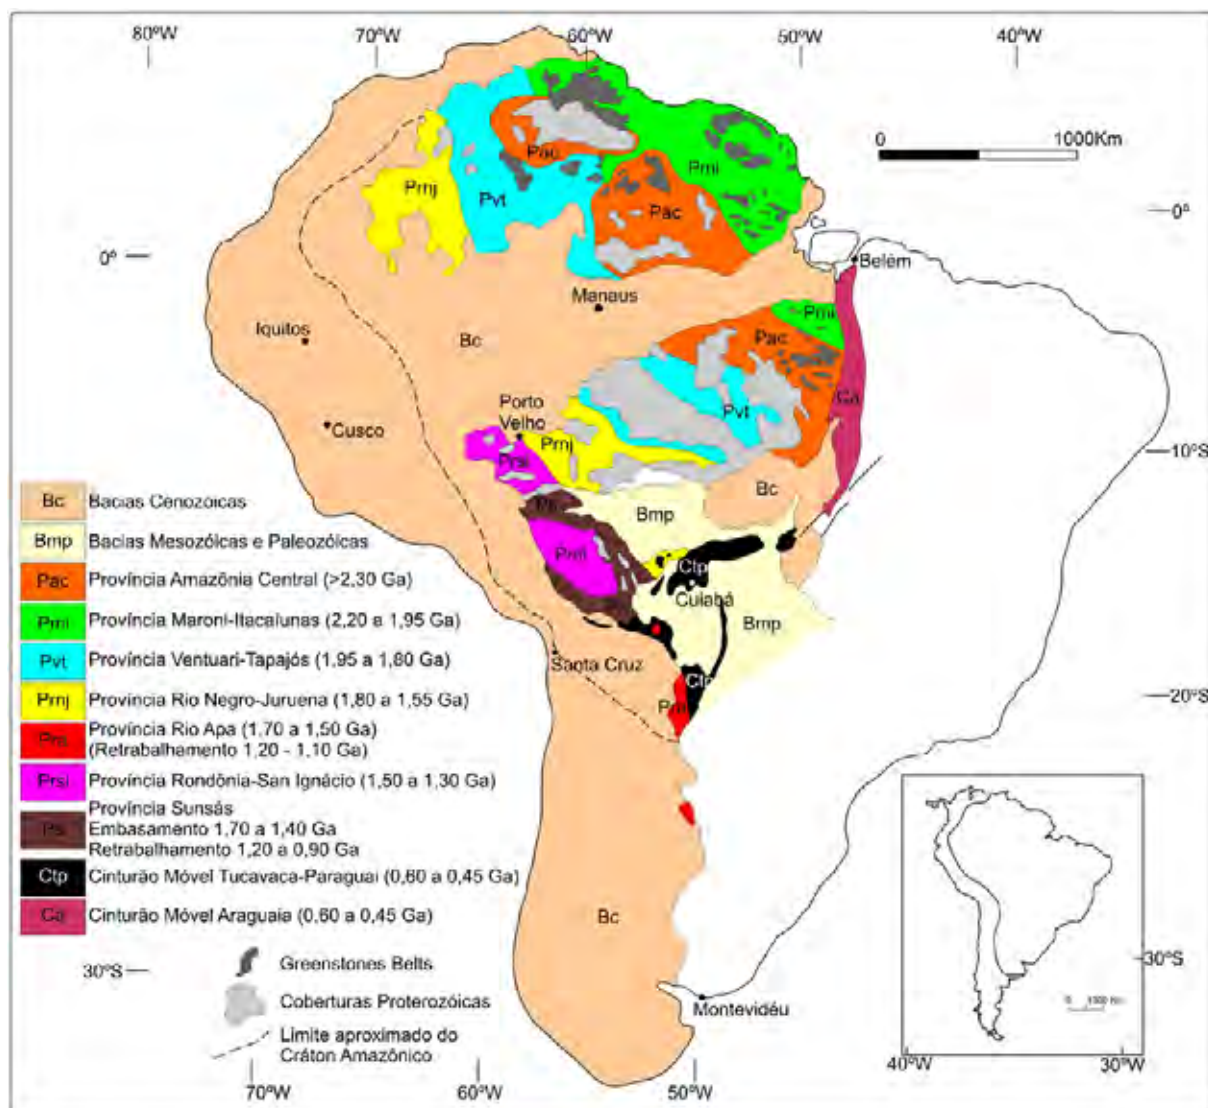 80ºW
70ºW
60ºW
50ºW
40ºW
0
1000Km
Pac
Prnj
Pvt
Pmi
Pac
0º
0º
Ca
Belém
Manaus
Iquitos
Bc
Pmi
Pac
Pvt
Ca
Porto
Velho
Cusco
Prnj
Prsi
10ºS
Bc
Bmp
Ps
Ctp
Cuiabá
Bmp
Santa Cruz
Ctp
Pra
20ºS
Bc Bacias Cenozóicas
Bmp Bacias Mesozóicas e Paleozóicas
Pac Província Amazônia Central (>2,30 Ga)
Pmi Província Maroni-Itacaiunas (2,20 a 1,95 Ga)
Pvt Província Ventuari-Tapajós (1,95 a 1,80 Ga)
Prnj Província Rio Negro-Juruena (1,80 a 1,55 Ga)
Pra Província Rio Apa (1,70 a 1,50 Ga)
(Retrabalhamento 1,20 - 1,10 Ga)
Prsi Província Rondônia-San Ignácio (1,50 a 1,30 Ga)
Província Sunsás
Ps Embasamento 1,70 a 1,40 Ga
Retrabalhamento 1,20 a 0,90 Ga
Ctp Cinturão Móvel Tucavaca-Paraguai (0,60 a 0,45 Ga)
Ca Cinturão Móvel Araguaia (0,60 a 0,45 Ga)
Bc
Greenstones Belts
Coberturas Proterozóicas
Limite aproximado do
Cráton Amazônico
30ºS
30ºS
Montevidéu
0 1000 Km
70ºW
60ºW
50ºW
40ºW
30ºW